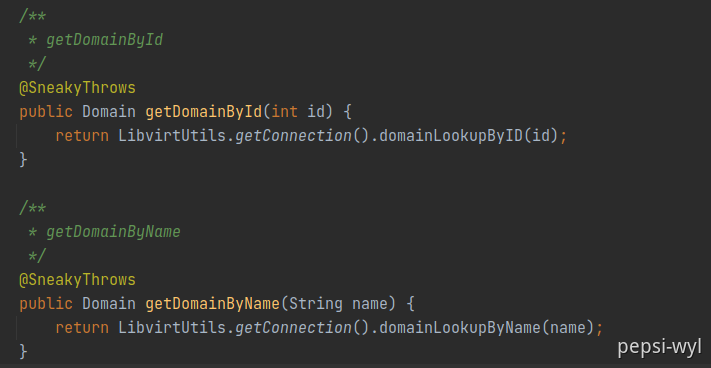 /**
 * getDomainById
 */
@SneakyThrows
public Domain getDomainById(int id) {
    return LibvirtUtils.getConnection().domainLookupByID(id);
}
/**
 * getDomainByName
 */
@SneakyThrows
public Domain getDomainByName(String name) {
    return LibvirtUtils.getConnection().domainLookupByName(name);
}
pepsi-wyl